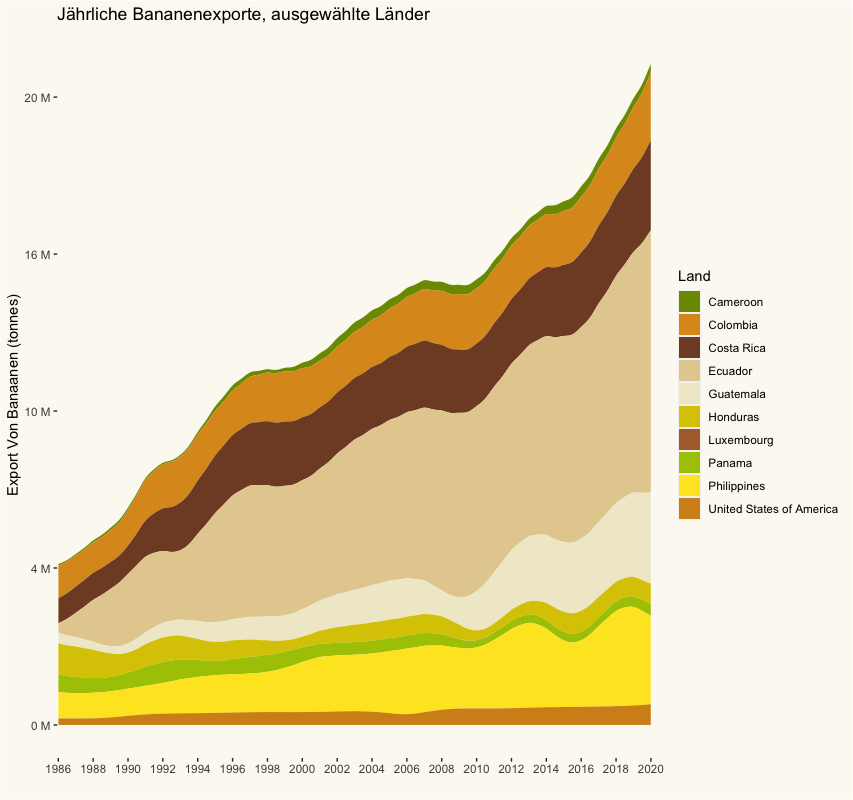 Jährliche Bananenexporte, ausgewählte Länder
20 M
16 M
10 M
4 M
0 M
Export Von Banaanen (tonnes)
1986 1988 1990 1992 1994 1996 1998 2000 2002 2004 2006 2008 2010 2012 2014 2016 2018 2020
Land
Cameroon
Colombia
Costa Rica
Ecuador
Guatemala
Honduras
Luxembourg
Panama
Philippines
United States of America